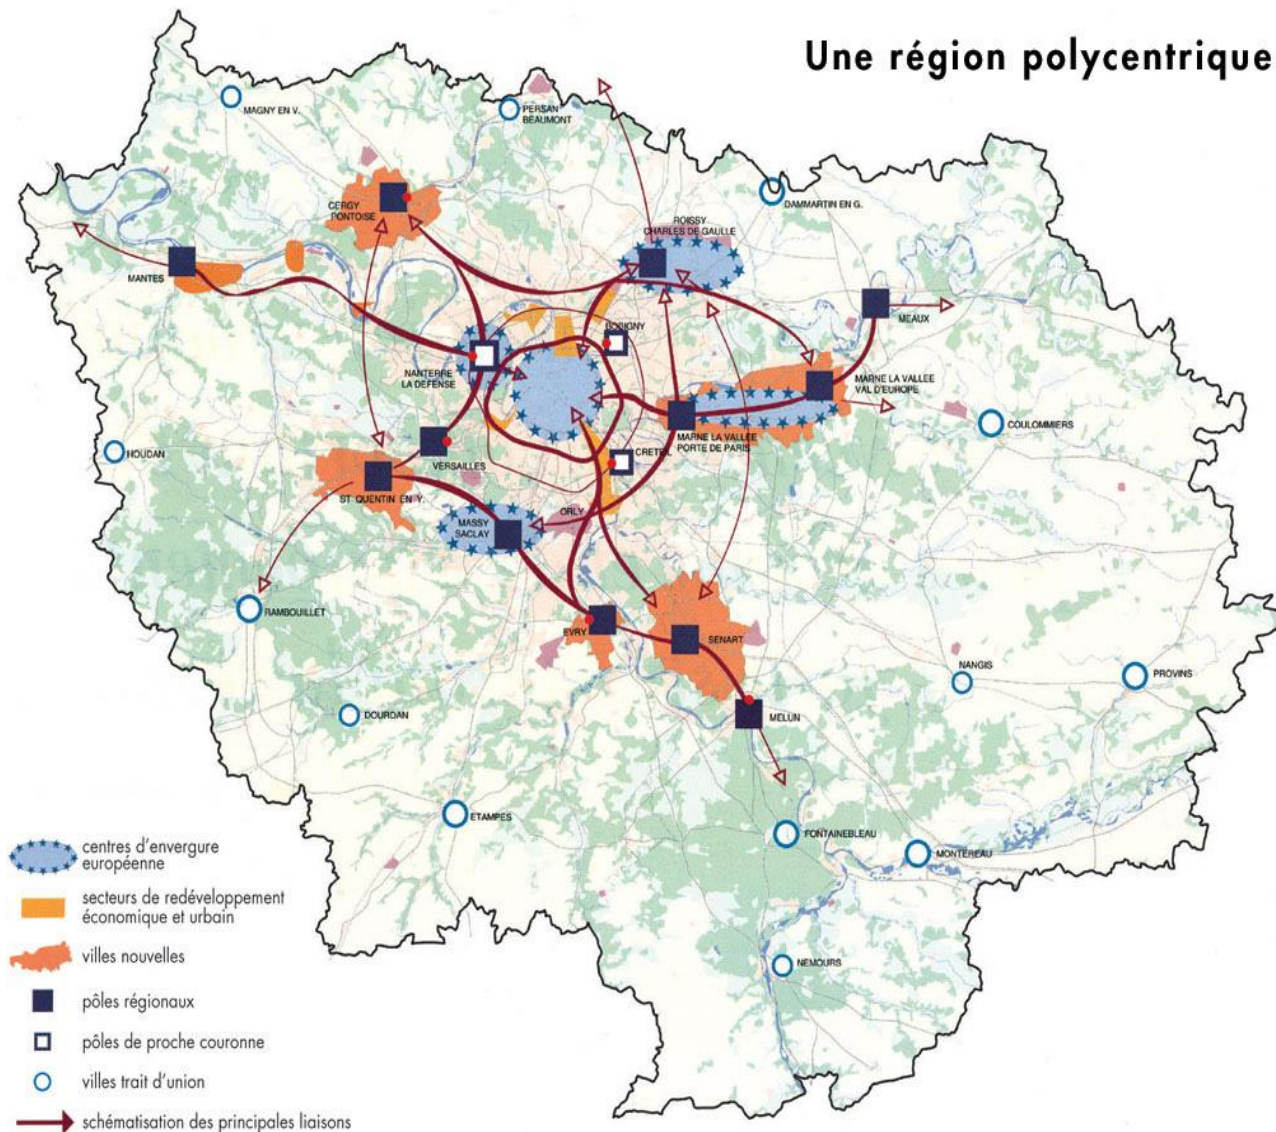 Une région polycentrique
MAGNY EN V.
PERSAN
BEAUMONT
DAMMARTIN EN G.
CERGY
PONTOISE
ROISSY
CHARLES DE GAULLE
MANTES
MEAUX
BOBIGNY
NANTERRE
LA DEFENSE
MARNE LA VALLEE
VAL D'EUROPE
COULOMMIERS
MARNE LA VALLEE
PORTE DE PARIS
HOUDAN
VERSAILLES
CRETEIL
ST QUENTIN EN Y.
ORLY
MASSY
SACLAY
RAMBOUILLET
EVRY
SENART
NANGIS
PROVINS
DOURDAN
MELUN
ETAMPES
FONTAINEBLEAU
MONTEREAU
NEMOURS
centres d'envergure
européenne
secteurs de redéveloppement
économique et urbain
villes nouvelles
pôles régionaux
pôles de proche couronne
villes trait d'union
schématisation des principales liaisons